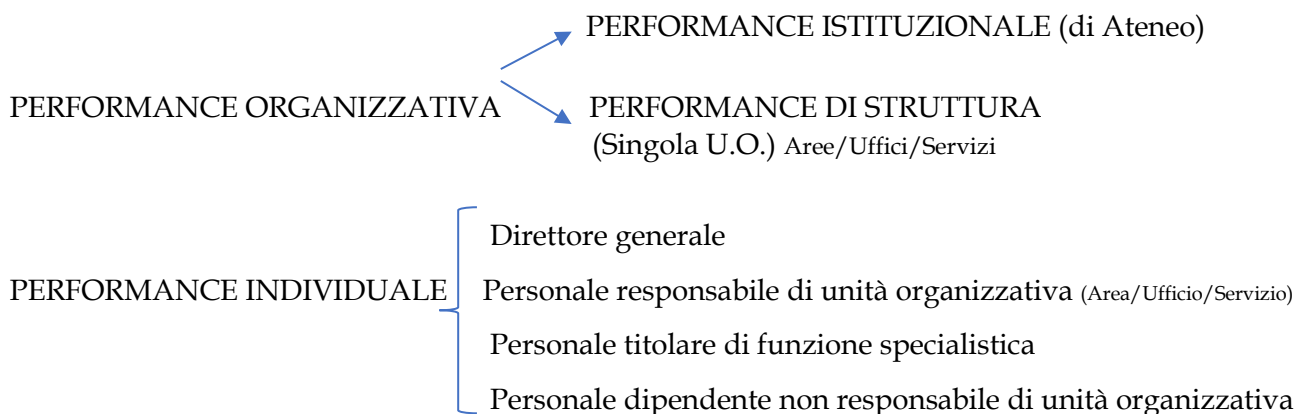 PERFORMANCE ISTITUZIONALE (di Ateneo)
PERFORMANCE ORGANIZZATIVA
PERFORMANCE DI STRUTTURA
(Singola U.O.) Aree/Uffici/Servizi
Direttore generale
PERFORMANCE INDIVIDUALE
Personale responsabile di unità organizzativa (Area/Ufficio/Servizio)
Personale titolare di funzione specialistica
Personale dipendente non responsabile di unità organizzativa